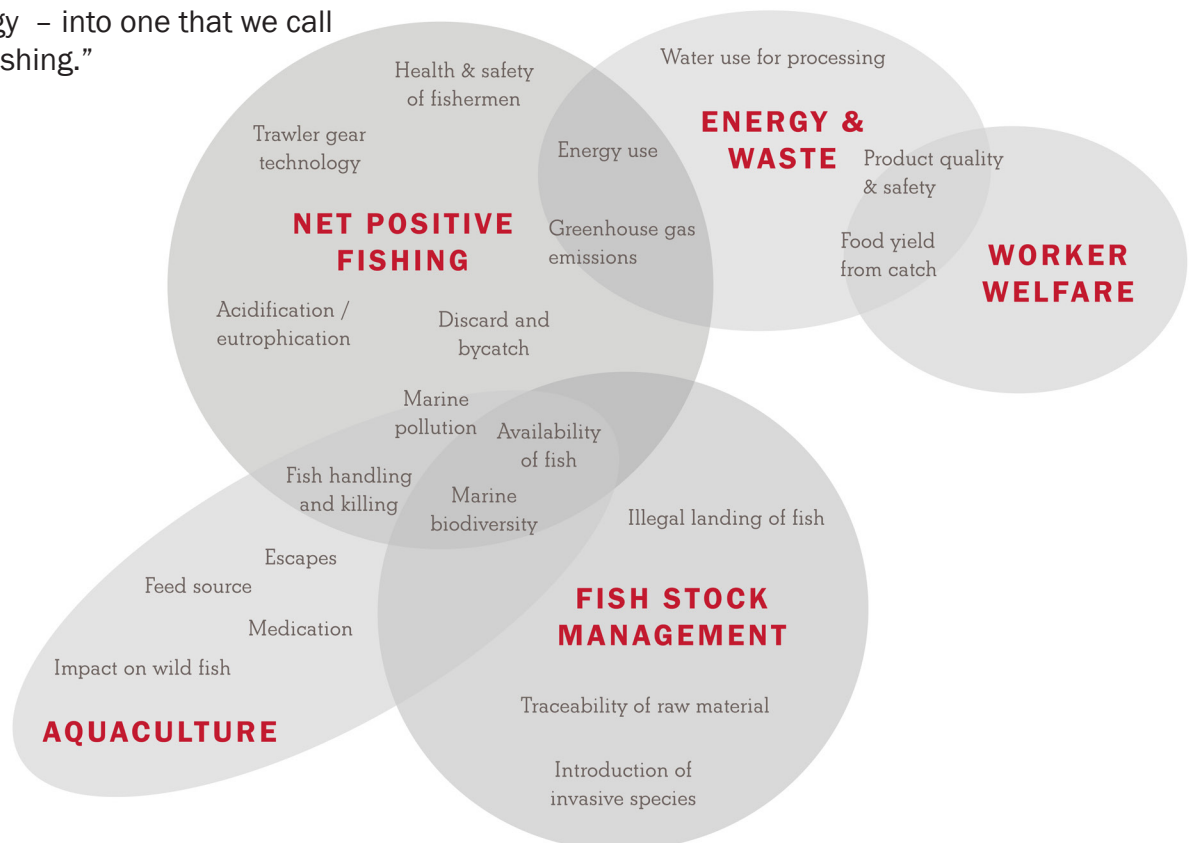 gy – into one that we call
shing.”
Health & safety
of fishermen
Trawler gear
technology
NET POSITIVE
FISHING
Acidification /
eutrophication
Discard and
bycatch
Energy use
Greenhouse gas
emissions
Water use for processing
ENERGY &
WASTE
Product quality
& safety
Food yield
from catch
WORKER
WELFARE
Marine
pollution
Availability
of fish
Fish handling
and killing
Marine
biodiversity
Escapes
Feed source
Medication
Impact on wild fish
AQUACULTURE
Illegal landing of fish
FISH STOCK
MANAGEMENT
Traceability of raw material
Introduction of
invasive species